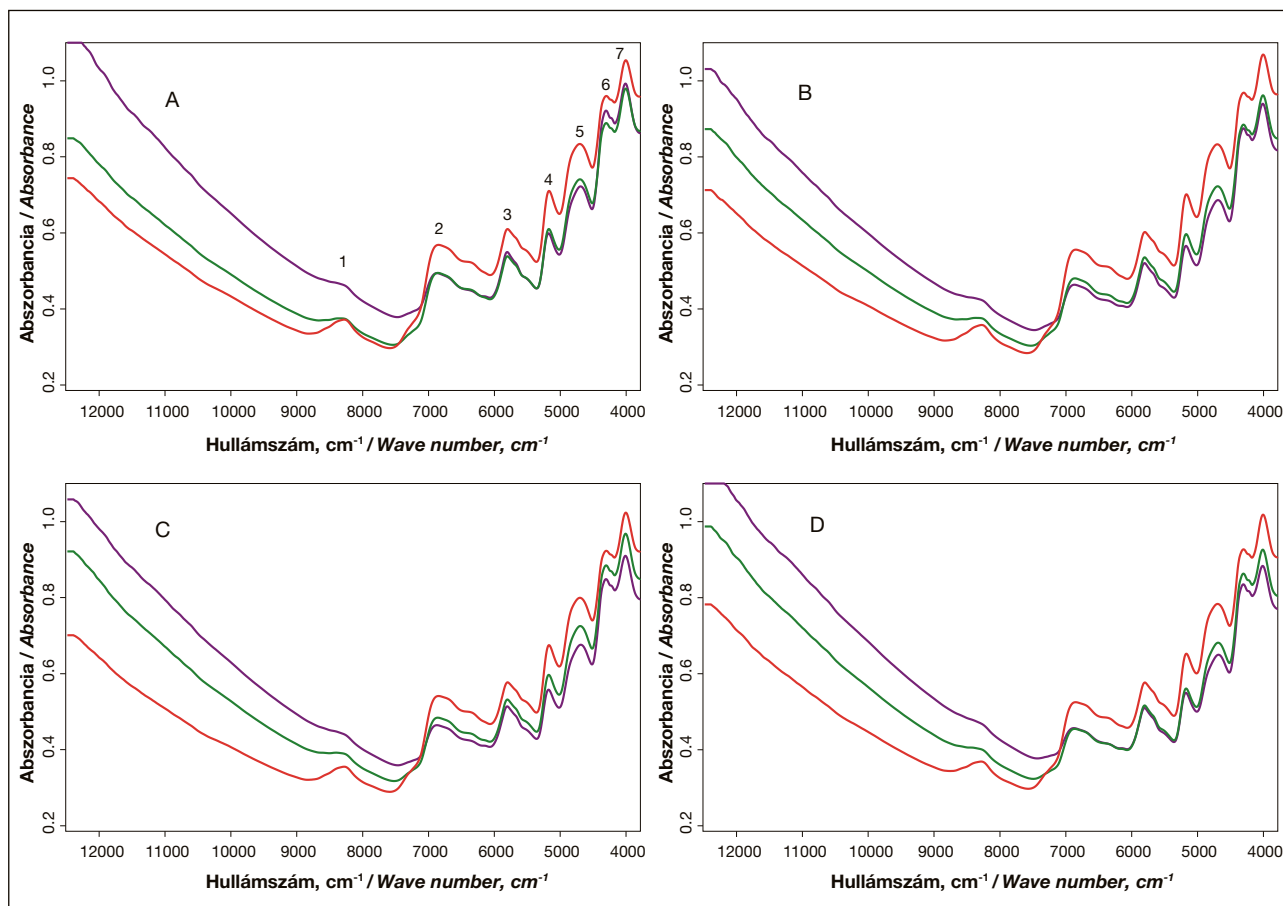 A
1 2 3 4 5 6 7
Abszorbancia / Absorbance
0.2 0.4 0.6 0.8 1.0
12000 11000 10000 9000 8000 7000 6000 5000 4000
Hullámszám, cm⁻¹ / Wave number, cm⁻¹
B
Abszorbancia / Absorbance
0.2 0.4 0.6 0.8 1.0
12000 11000 10000 9000 8000 7000 6000 5000 4000
Hullámszám, cm⁻¹ / Wave number, cm⁻¹
C
Abszorbancia / Absorbance
0.2 0.4 0.6 0.8 1.0
12000 11000 10000 9000 8000 7000 6000 5000 4000
Hullámszám, cm⁻¹ / Wave number, cm⁻¹
D
Abszorbancia / Absorbance
0.2 0.4 0.6 0.8 1.0
12000 11000 10000 9000 8000 7000 6000 5000 4000
Hullámszám, cm⁻¹ / Wave number, cm⁻¹